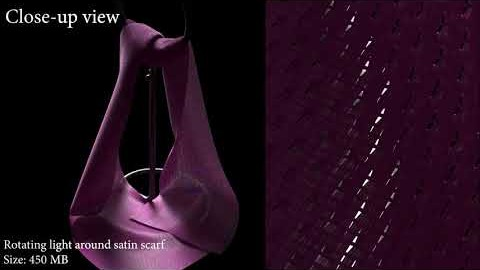 Close-up view
Rotating light around satin scarf
Size: 450 MB